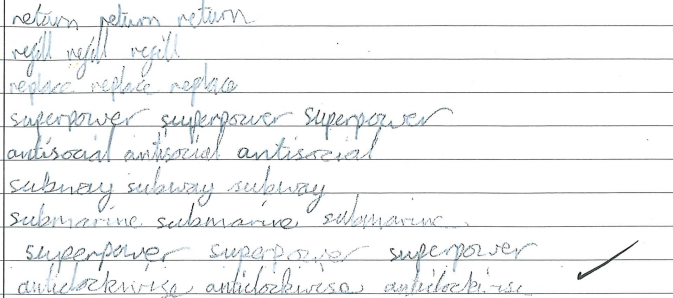 return return return
refill refill refill
replace replace replace
superpower superpower superpower
antisocial antisocial antisocial
subway subway subway
submarine submarine submarine
superpower superpower superpower
anticlockwise anticlockwise anticlockwise